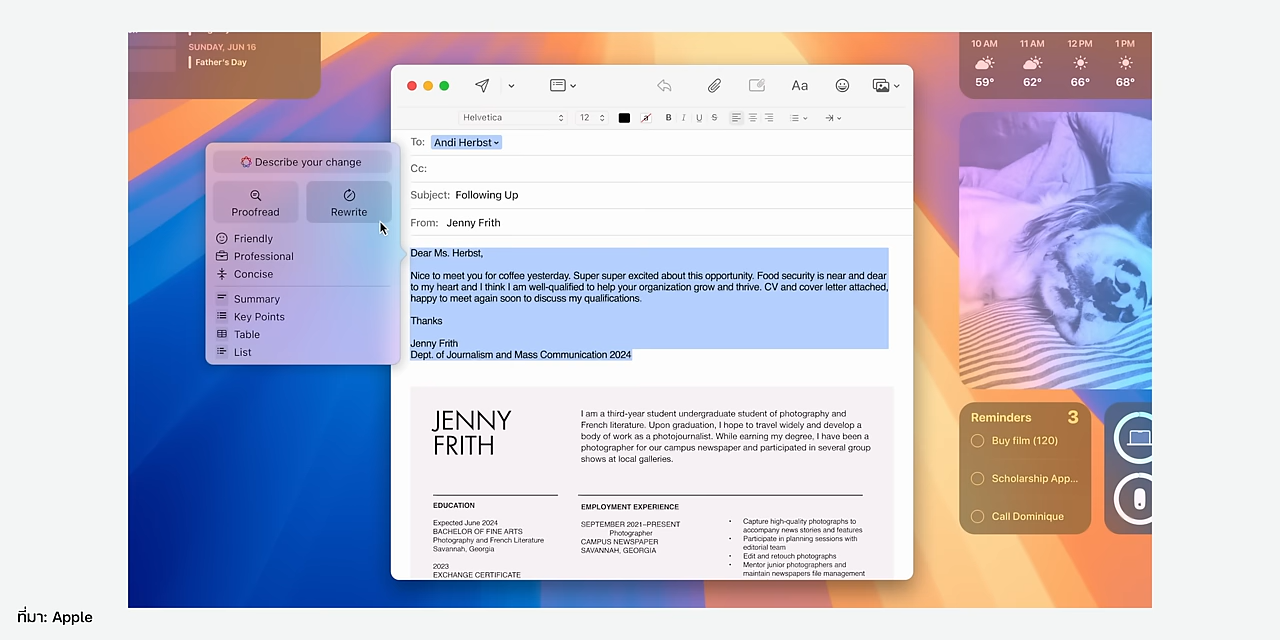 SUNDAY, JUN 16
Father's Day
10 AM 11 AM 12 PM 1 PM
59° 62° 66° 68°
Aa
Helvetica 12 a B I U S
To: Andi Herbst
Cc:
Subject: Following Up
From: Jenny Frith
Describe your change
Proofread Rewrite
Friendly
Professional
Concise
Summary
Key Points
Table
List
Dear Ms. Herbst,
Nice to meet you for coffee yesterday. Super super excited about this opportunity. Food security is near and dear
to my heart and I think I am well-qualified to help your organization grow and thrive. CV and cover letter attached,
happy to meet again soon to discuss my qualifications.
Thanks
Jenny Frith
Dept. of Journalism and Mass Communication 2024
JENNY
FRITH
I am a third-year student undergraduate student of photography and
French literature. Upon graduation, I hope to travel widely and develop a
body of work as a photojournalist. While earning my degree, I have been a
photographer for our campus newspaper and participated in several group
shows at local galleries.
EDUCATION
Expected June 2024
BACHELOR OF FINE ARTS
Photography and French Literature
Savannah, Georgia
2023
EXCHANGE CERTIFICATE
EMPLOYMENT EXPERIENCE
SEPTEMBER 2021–PRESENT
Photographer
CAMPUS NEWSPAPER
SAVANNAH, GEORGIA
• Capture high-quality photographs to
accompany news stories and features
• Participate in planning sessions with
editorial team
• Edit and retouch photographs
• Mentor junior photographers and
maintain newspapers file management
Reminders 3
Buy film (120)
Scholarship App...
Call Dominique
ที่มา: Apple